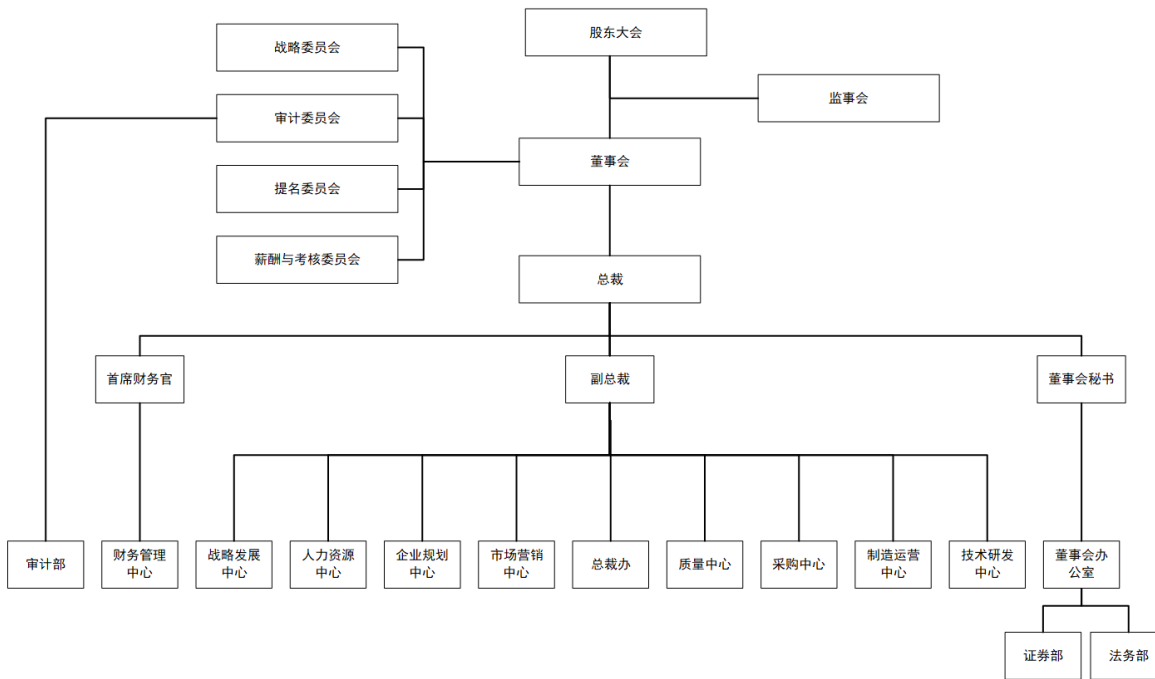 股东大会
战略委员会
监事会
审计委员会
董事会
提名委员会
薪酬与考核委员会
总裁
首席财务官
副总裁
董事会秘书
审计部
财务管理
中心
战略发展
中心
人力资源
中心
企业规划
中心
市场营销
中心
总裁办
质量中心
采购中心
制造运营
中心
技术研发
中心
董事会办
公室
证券部
法务部